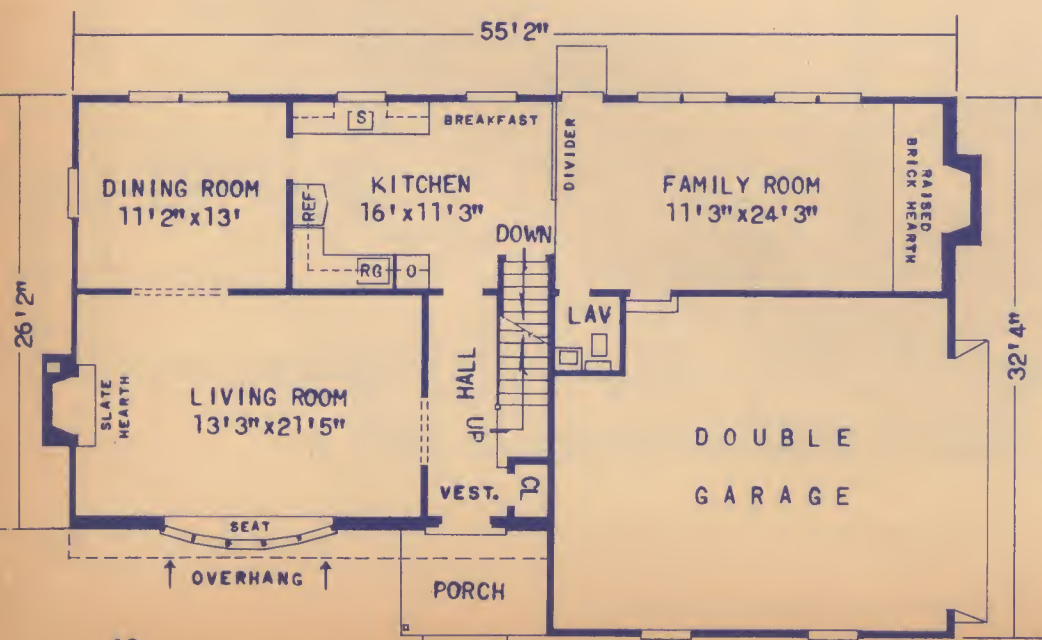 55'2"
S
BREAKFAST
DIVIDER
DINING ROOM
11'2"x13'
REF
KITCHEN
16'x11'3"
FAMILY ROOM
11'3"x24'3"
RAISED
BRICK HEARTH
DOWN
RG
O
26'2"
LAV
32'4"
SLATE
HEARTH
LIVING ROOM
13'3"x21'5"
HALL
UP
DOUBLE
GARAGE
VEST.
CL
SEAT
OVERHANG
PORCH